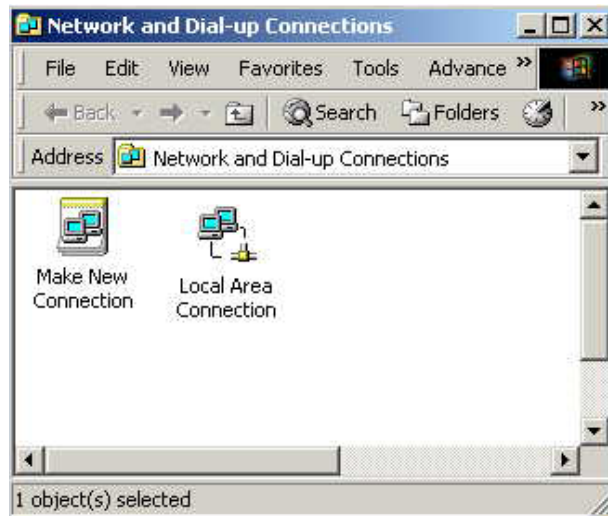 Network and Dial-up Connections
File Edit View Favorites Tools Advance »
Back Search Folders »
Address Network and Dial-up Connections
Make New
Connection
Local Area
Connection
1 object(s) selected